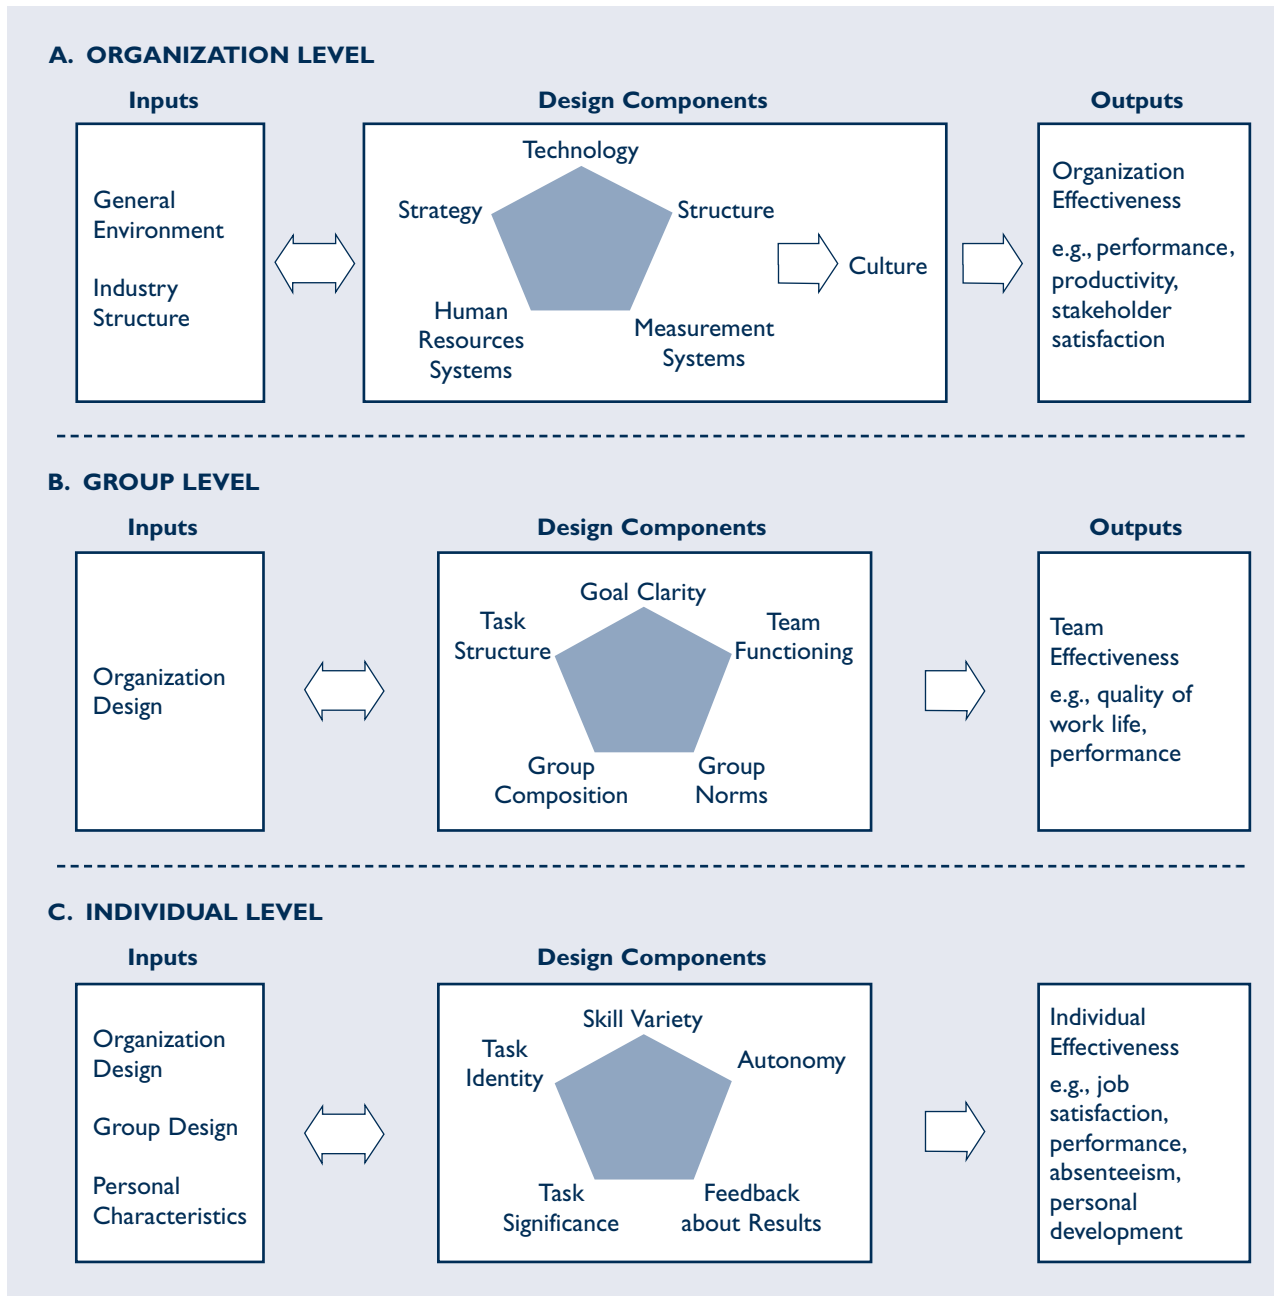 A. ORGANIZATION LEVEL
Inputs
Design Components
Outputs
General
Environment
Industry
Structure
Technology
Strategy
Structure
Human
Resources
Systems
Measurement
Systems
Culture
Organization
Effectiveness
e.g., performance,
productivity,
stakeholder
satisfaction
B. GROUP LEVEL
Inputs
Design Components
Outputs
Organization
Design
Goal Clarity
Task
Structure
Team
Functioning
Group
Composition
Group
Norms
Team
Effectiveness
e.g., quality of
work life,
performance
C. INDIVIDUAL LEVEL
Inputs
Design Components
Organization
Design
Group Design
Personal
Characteristics
Skill Variety
Task
Identity
Autonomy
Task
Significance
Feedback
about Results
Individual
Effectiveness
e.g., job
satisfaction,
performance,
absenteeism,
personal
development